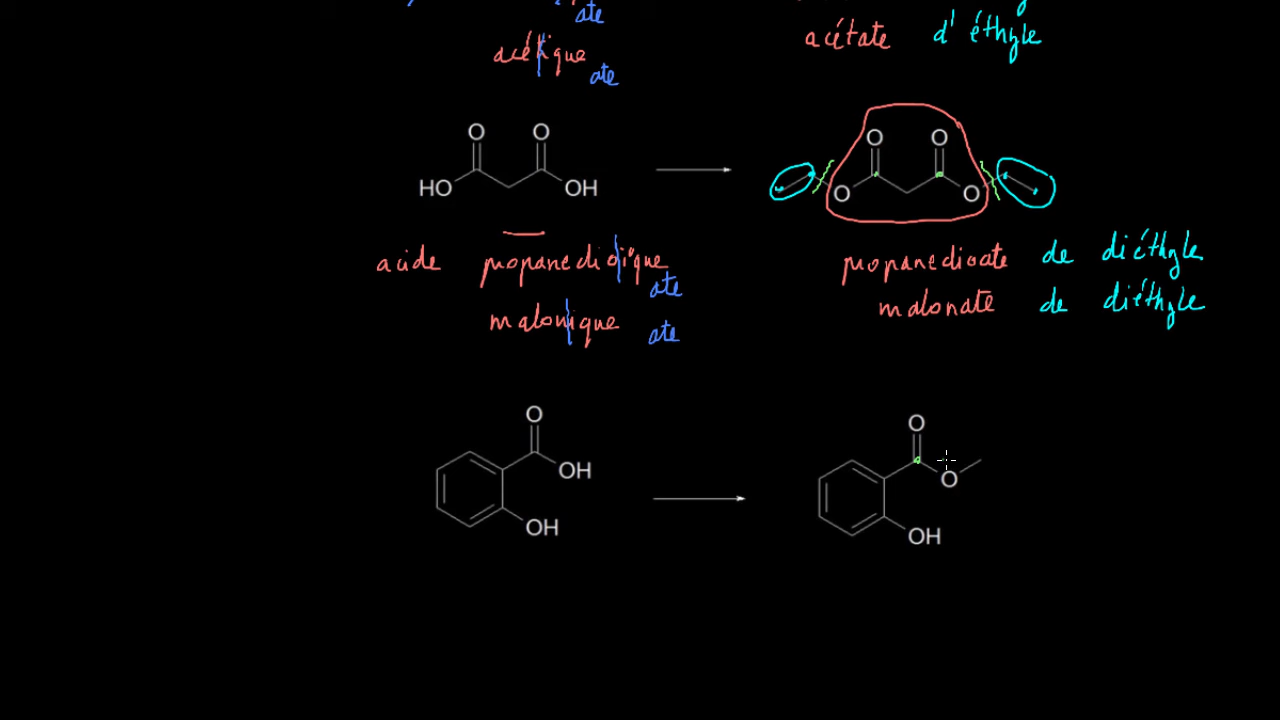 ate
acétique
ate
acétate d'éthyle
O O
HO OH
O O
O O
acide propanedioïque
ate
malonique ate
propanedioate de diéthyle
malonate de diéthyle
O
OH
OH
O
O
OH